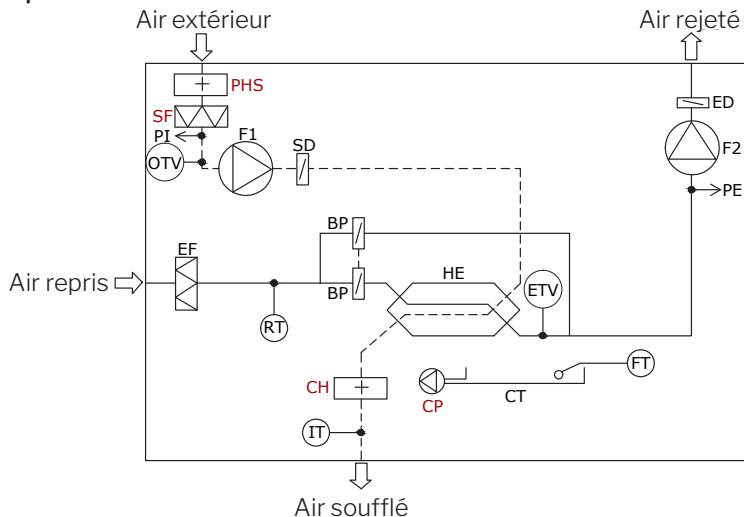 Air extérieur
Air rejeté
PHS
SF
PI
OTV
F1
SD
ED
F2
PE
BP
EF
Air repris
BP
HE
ETV
RT
CH
CP
CT
FT
IT
Air soufflé